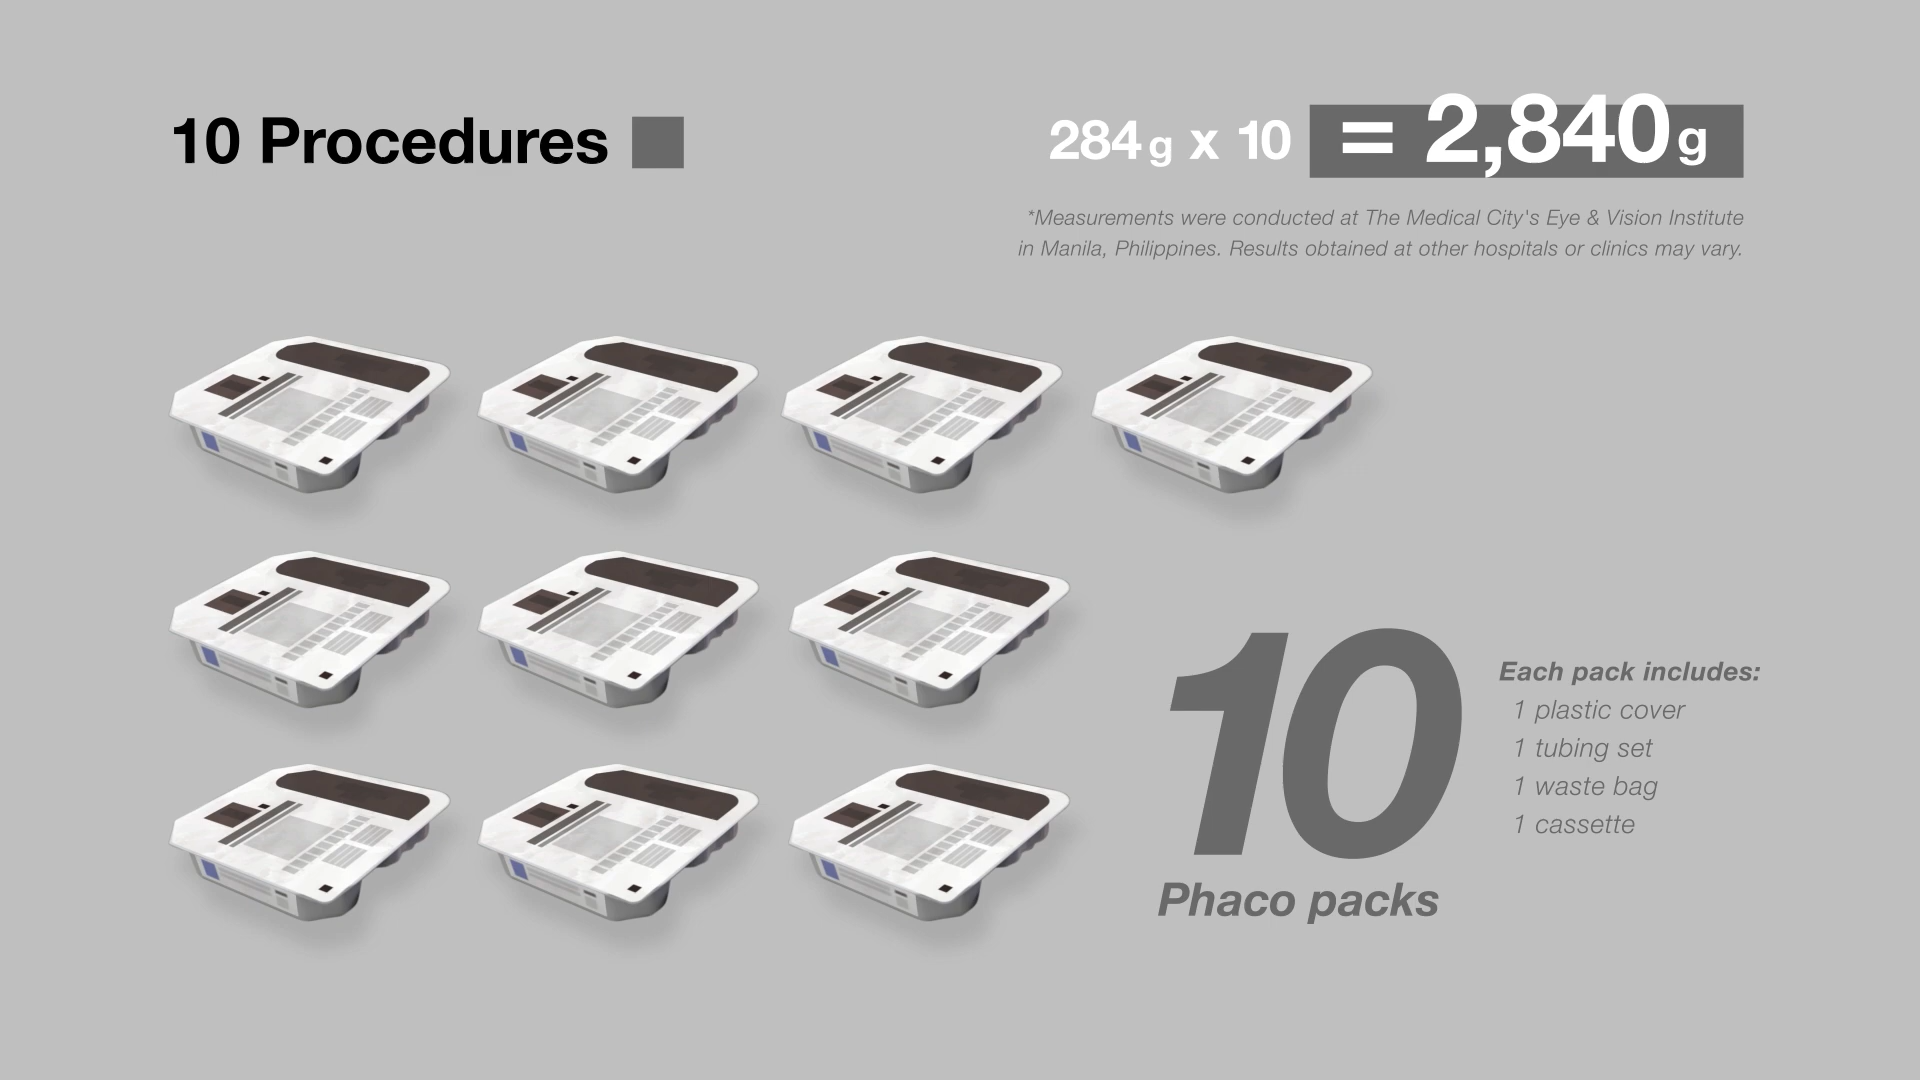 10 Procedures
284 g x 10 = 2,840 g
*Measurements were conducted at The Medical City's Eye & Vision Institute
in Manila, Philippines. Results obtained at other hospitals or clinics may vary.
10
Phaco packs
Each pack includes:
1 plastic cover
1 tubing set
1 waste bag
1 cassette